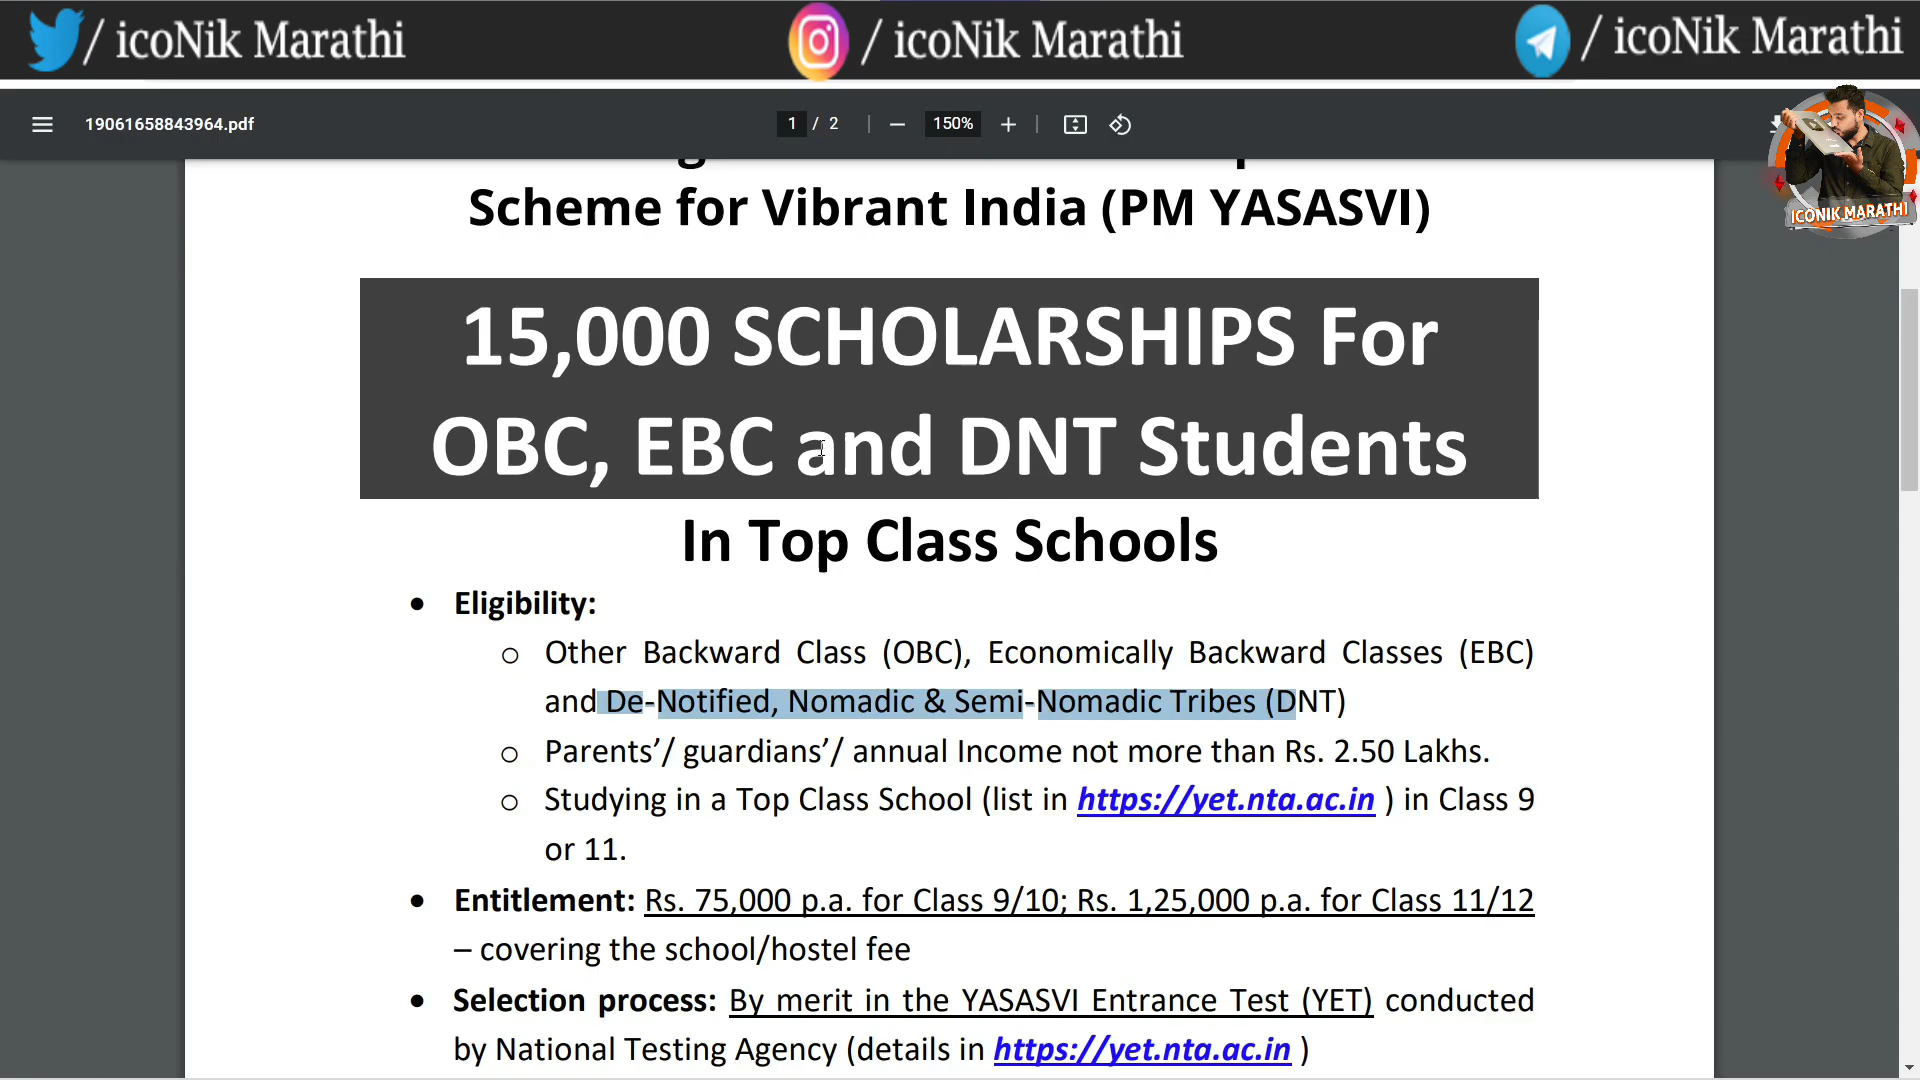 / icoNik Marathi
/ icoNik Marathi
/ icoNik Marathi
19061658843964.pdf
1 / 2
150%
ICONIK MARATHI
Scheme for Vibrant India (PM YASASVI)
15,000 SCHOLARSHIPS For
OBC, EBC and DNT Students
In Top Class Schools
• Eligibility:
o Other Backward Class (OBC), Economically Backward Classes (EBC)
and De-Notified, Nomadic & Semi-Nomadic Tribes (DNT)
o Parents’/ guardians’/ annual Income not more than Rs. 2.50 Lakhs.
o Studying in a Top Class School (list in https://yet.nta.ac.in ) in Class 9
or 11.
• Entitlement: Rs. 75,000 p.a. for Class 9/10; Rs. 1,25,000 p.a. for Class 11/12
– covering the school/hostel fee
• Selection process: By merit in the YASASVI Entrance Test (YET) conducted
by National Testing Agency (details in https://yet.nta.ac.in )